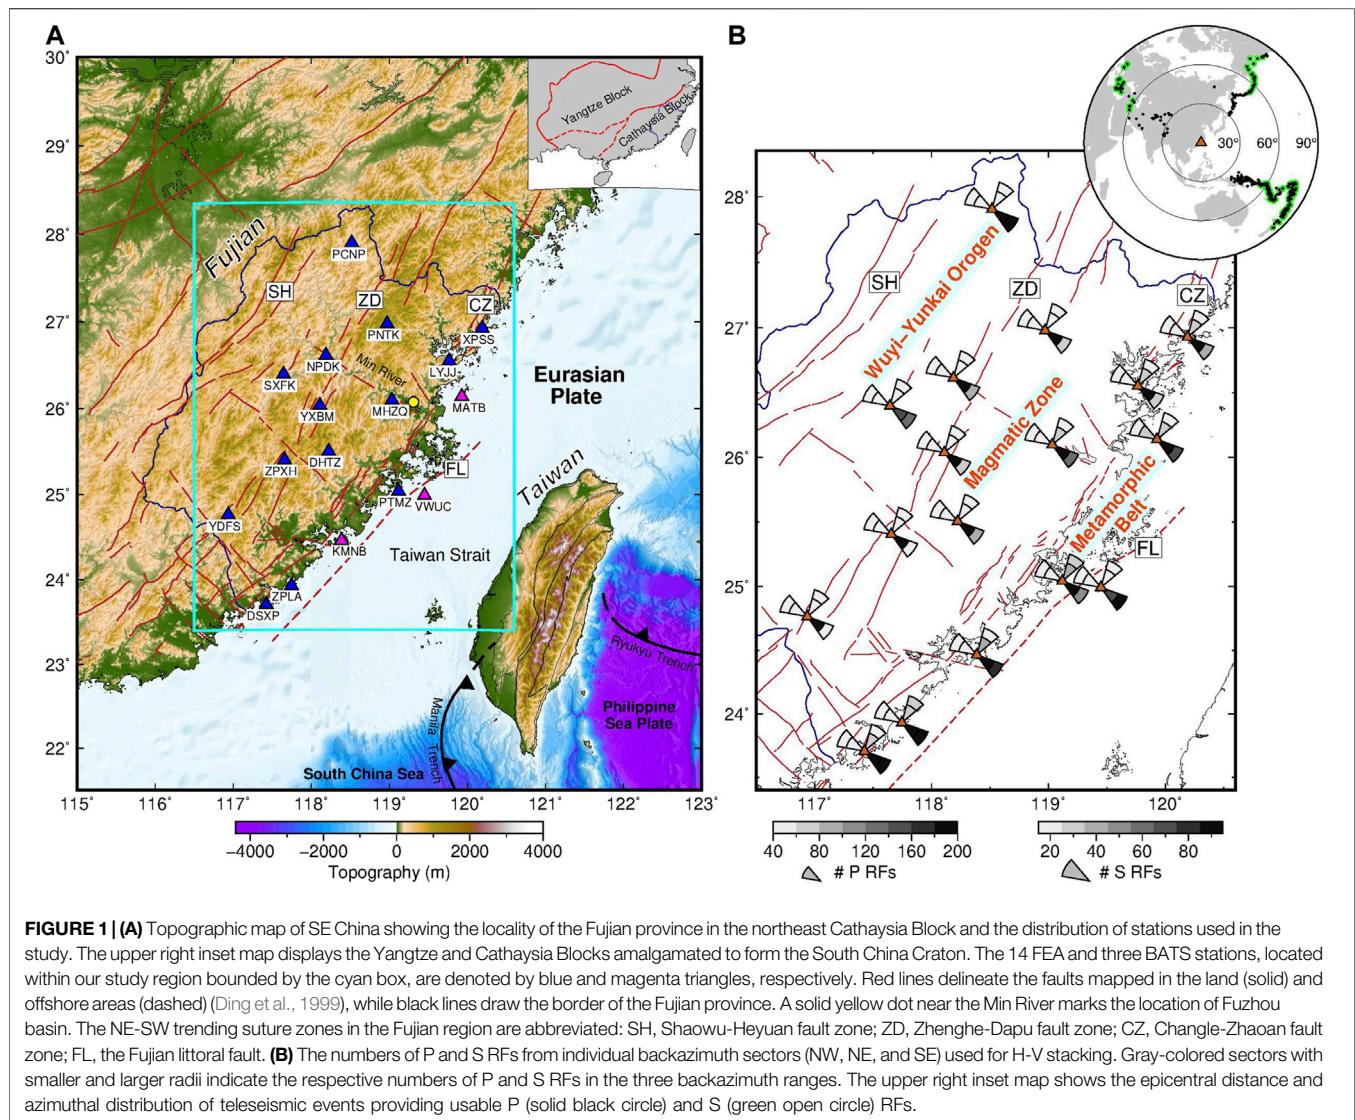 A
30°
29°
28°
27°
26°
25°
24°
23°
22°
115°
116°
117°
118°
119°
120°
121°
122°
123°
Yangtze Block
Cathaysia Block
Fujian
SH
ZD
CZ
FL
PCNP
PNTK
XPSS
NPDK
LYJJ
SXFK
Min River
MHZQ
MATB
YXBM
ZPXH
DHTZ
PTMZ
VWUC
YDFS
KMNB
ZPLA
DSXP
Eurasian
Plate
Taiwan
Taiwan Strait
Ryukyu Trench
Philippine
Sea Plate
Manila Trench
South China Sea
−4000
−2000
0
2000
4000
Topography (m)
B
30°
60°
90°
28°
27°
26°
25°
24°
117°
118°
119°
120°
SH
ZD
CZ
FL
Wuyi−Yunkai Orogen
Magmatic Zone
Metamorphic
Belt
40
80
120
160
200
# P RFs
20
40
60
80
# S RFs
FIGURE 1 | (A) Topographic map of SE China showing the locality of the Fujian province in the northeast Cathaysia Block and the distribution of stations used in the
study. The upper right inset map displays the Yangtze and Cathaysia Blocks amalgamated to form the South China Craton. The 14 FEA and three BATS stations, located
within our study region bounded by the cyan box, are denoted by blue and magenta triangles, respectively. Red lines delineate the faults mapped in the land (solid) and
offshore areas (dashed) (Ding et al., 1999), while black lines draw the border of the Fujian province. A solid yellow dot near the Min River marks the location of Fuzhou
basin. The NE-SW trending suture zones in the Fujian region are abbreviated: SH, Shaowu-Heyuan fault zone; ZD, Zhenghe-Dapu fault zone; CZ, Changle-Zhaoan fault
zone; FL, the Fujian littoral fault. (B) The numbers of P and S RFs from individual backazimuth sectors (NW, NE, and SE) used for H-V stacking. Gray-colored sectors with
smaller and larger radii indicate the respective numbers of P and S RFs in the three backazimuth ranges. The upper right inset map shows the epicentral distance and
azimuthal distribution of teleseismic events providing usable P (solid black circle) and S (green open circle) RFs.